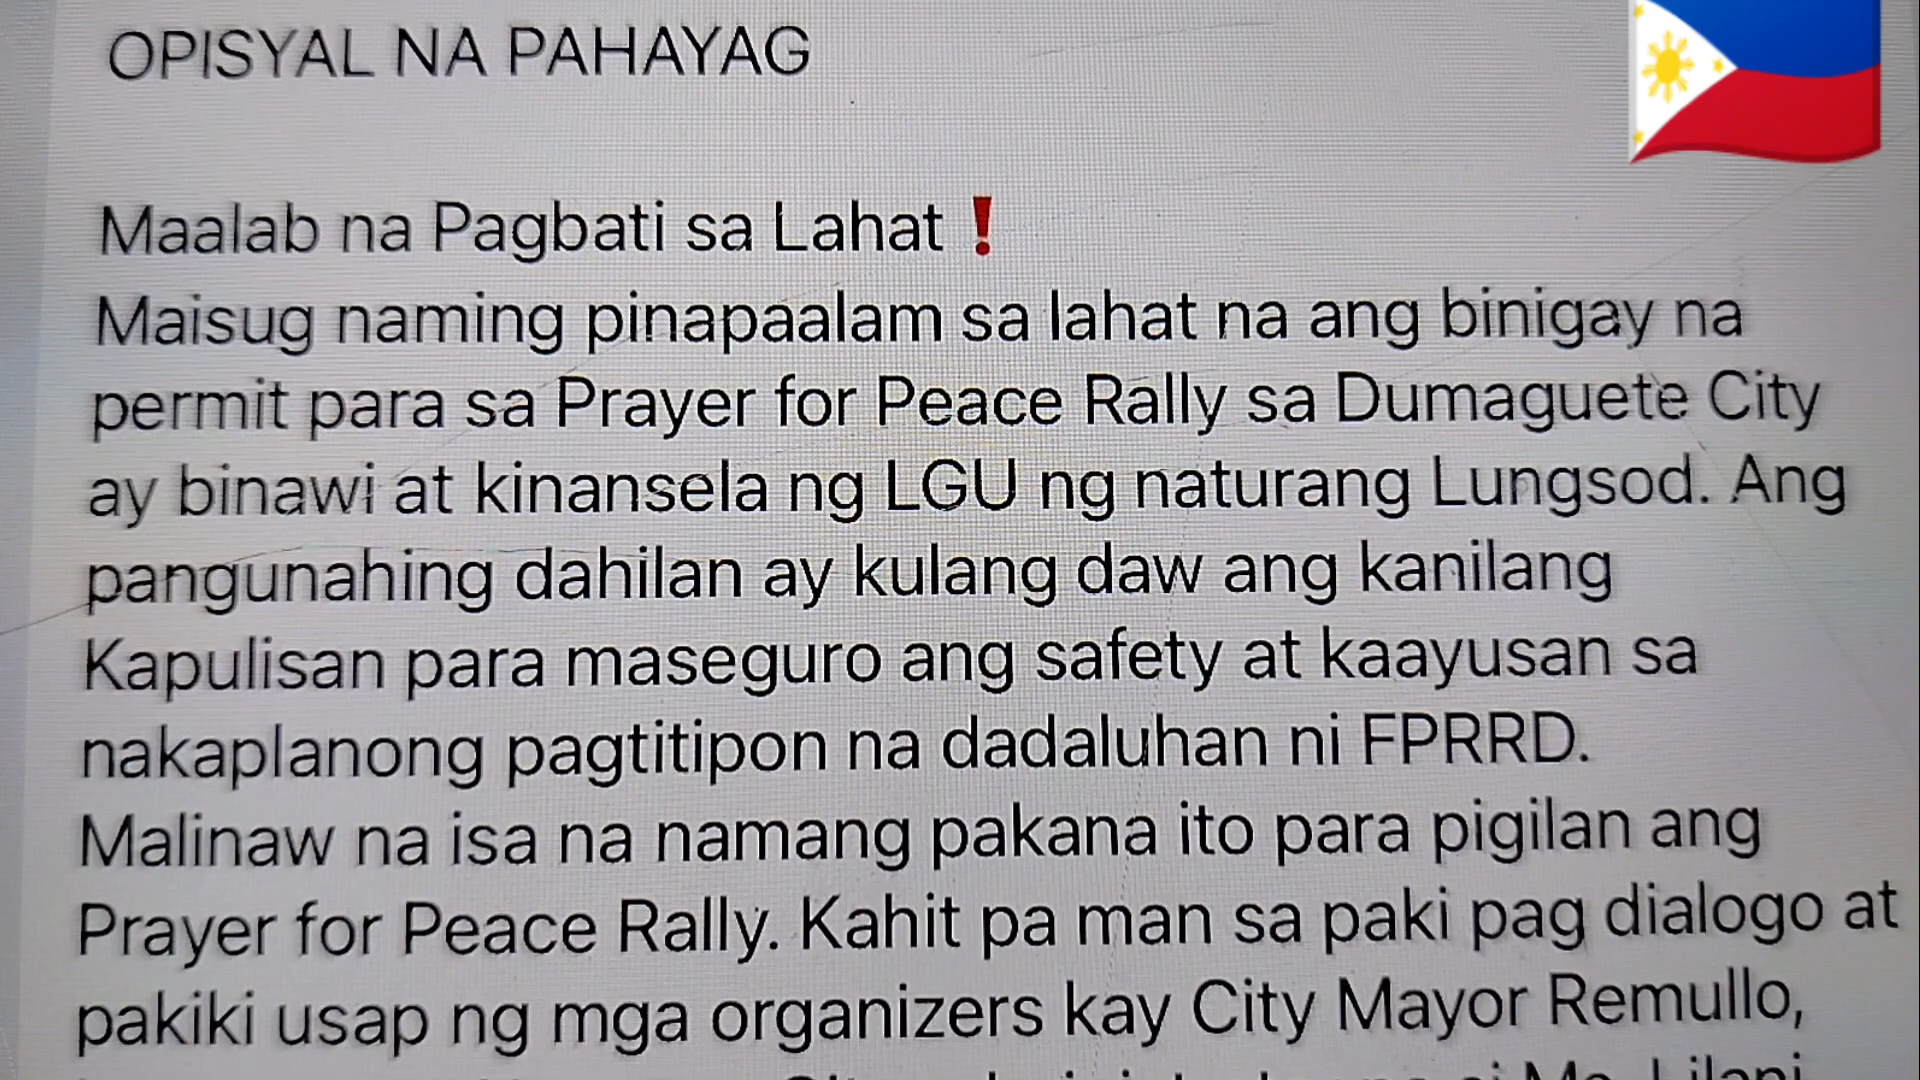 OPISYAL NA PAHAYAG
Maalab na Pagbati sa Lahat❗
Maisug naming pinapaalam sa lahat na ang binigay na
permit para sa Prayer for Peace Rally sa Dumaguete City
ay binawi at kinansela ng LGU ng naturang Lungsod. Ang
pangunahing dahilan ay kulang daw ang kanilang
Kapulisan para maseguro ang safety at kaayusan sa
nakaplanong pagtitipon na dadaluhan ni FPRRD.
Malinaw na isa na namang pakana ito para pigilan ang
Prayer for Peace Rally. Kahit pa man sa paki pag dialogo at
pakiki usap ng mga organizers kay City Mayor Remullo,